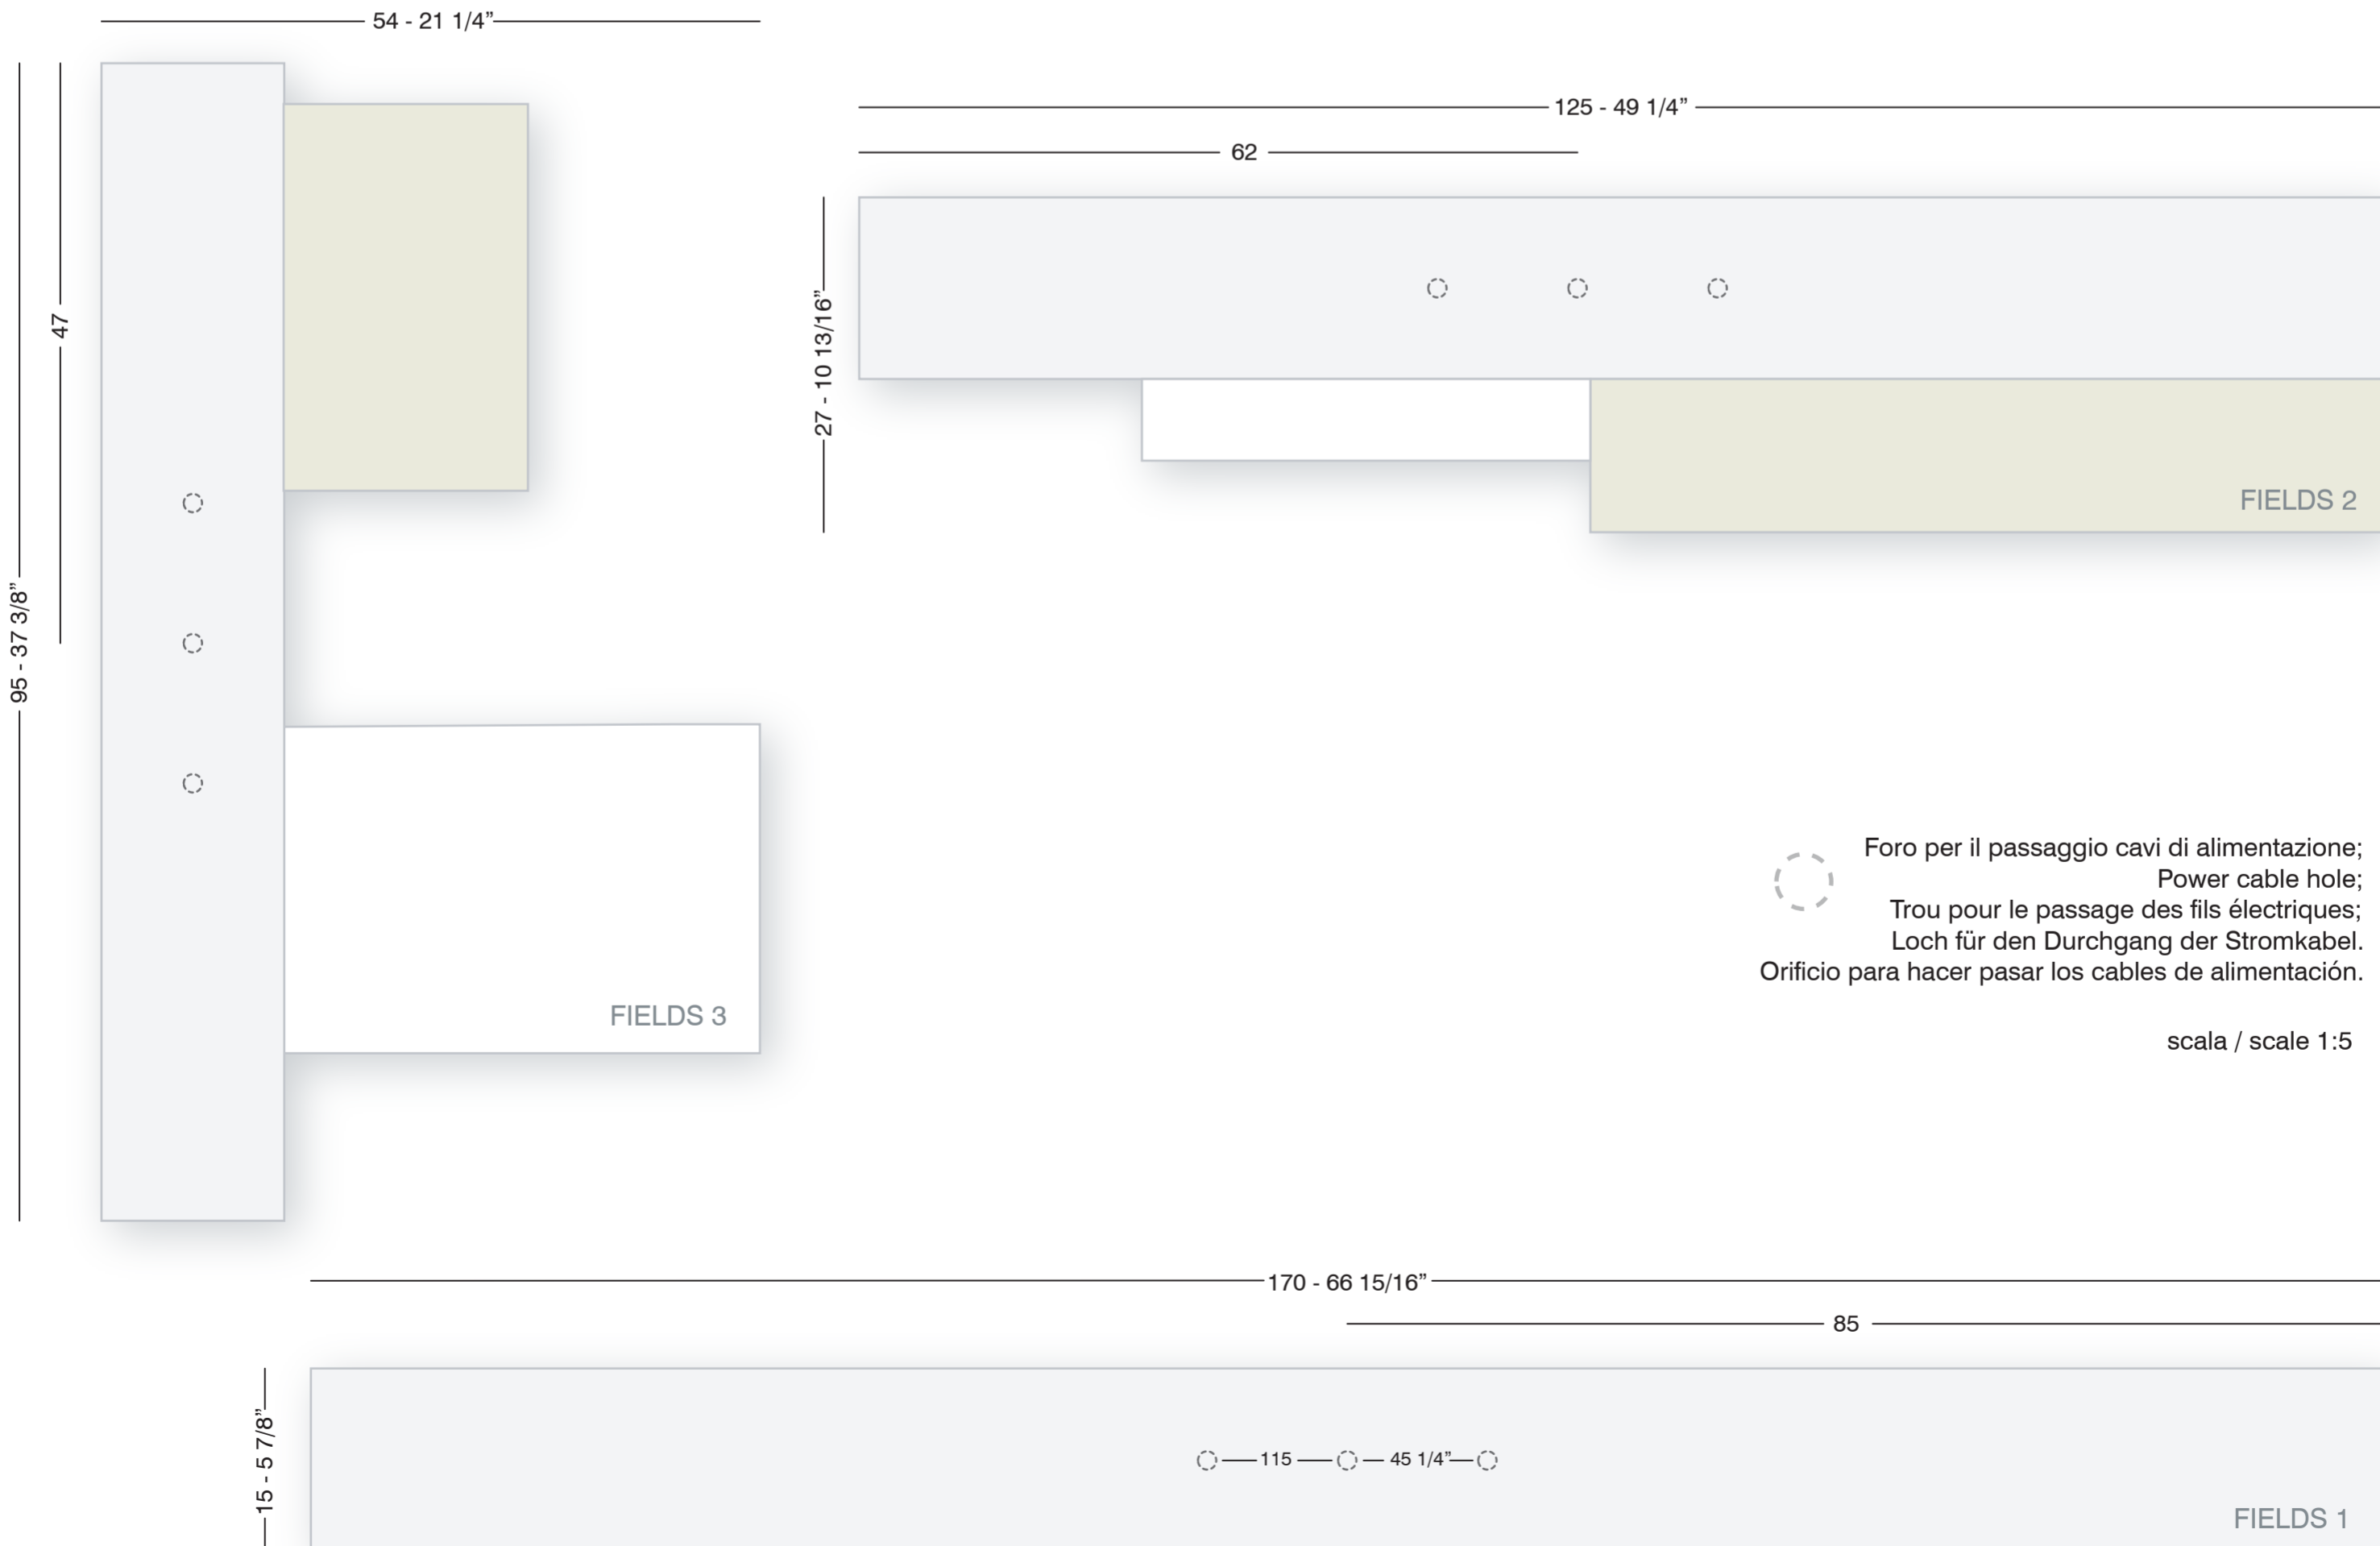 54 - 21 1/4”
95 - 37 3/8”
47
FIELDS 3
125 - 49 1/4”
62
27 - 10 13/16”
FIELDS 2
Foro per il passaggio cavi di alimentazione;
Power cable hole;
Trou pour le passage des fils électriques;
Loch für den Durchgang der Stromkabel.
Orificio para hacer pasar los cables de alimentación.
scala / scale 1:5
170 - 66 15/16”
85
15 - 5 7/8”
115 45 1/4”
FIELDS 1